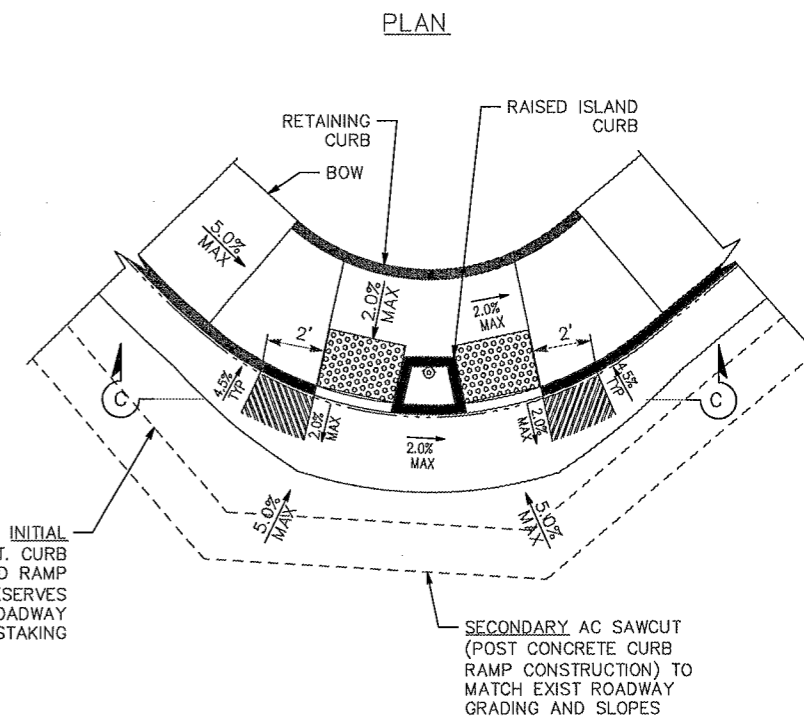 PLAN
RETAINING
CURB
RAISED ISLAND
CURB
BOW
5.0%
MAX
2.0%
MAX
2.0%
MAX
2'
2'
4.5%
TYP
4.5%
TYP
C
C
2.0%
MAX
2.0%
MAX
2.0%
MAX
5.0%
MAX
5.0%
MAX
INITIAL
T. CURB
D RAMP
ESERVES
OADWAY
STAKING
SECONDARY AC SAWCUT
(POST CONCRETE CURB
RAMP CONSTRUCTION) TO
MATCH EXIST ROADWAY
GRADING AND SLOPES